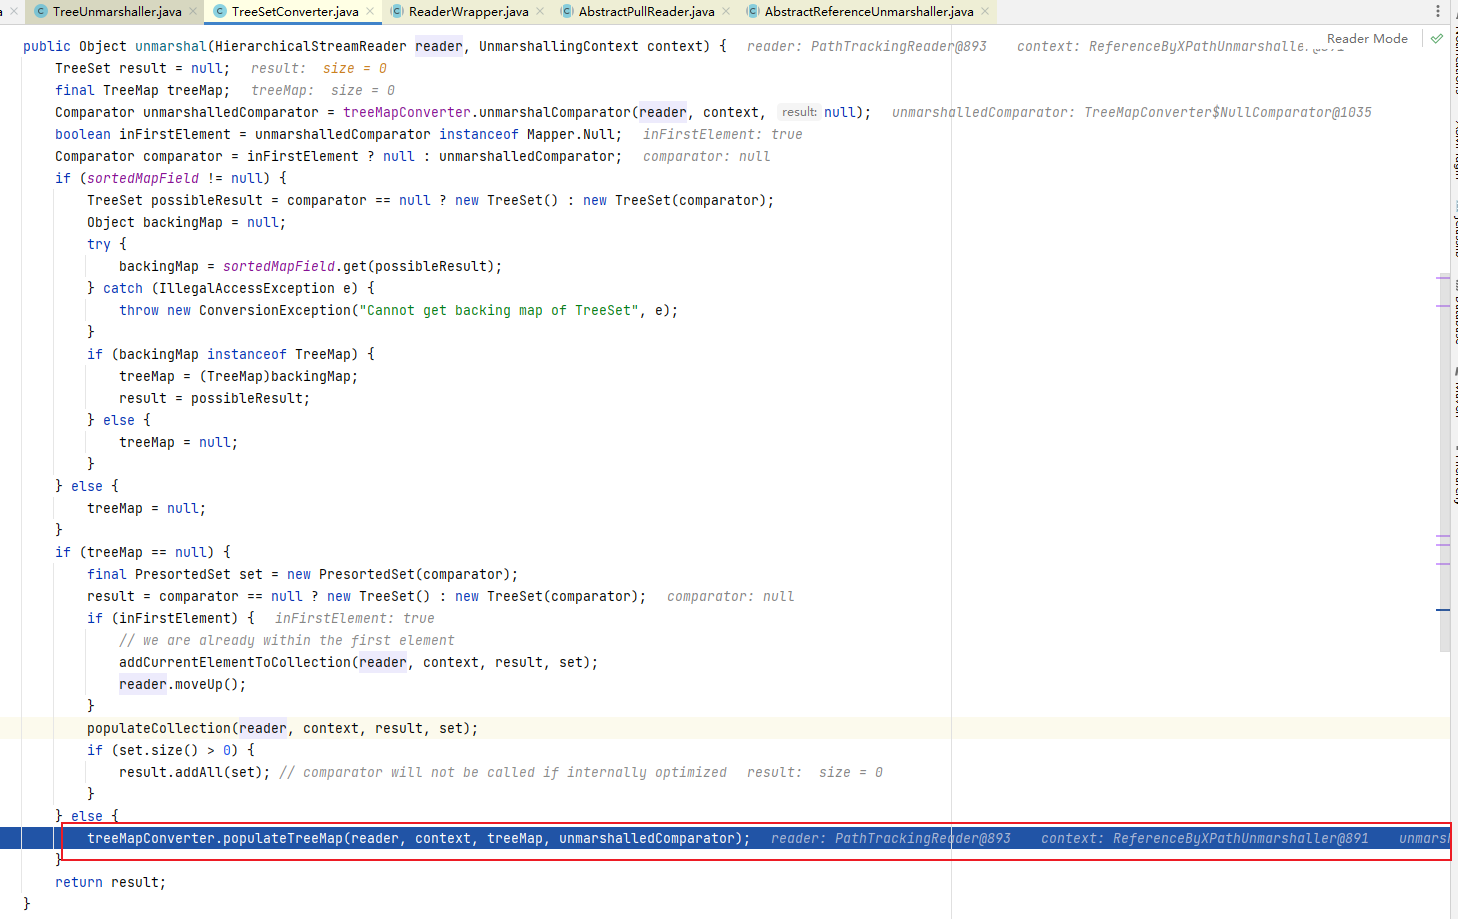 TreeUnmarshaller.java TreeSetConverter.java ReaderWrapper.java AbstractPullReader.java AbstractReferenceUnmarshaller.java
Reader Mode
public Object unmarshal(HierarchicalStreamReader reader, UnmarshallingContext context) { reader: PathTrackingReader@893 context: ReferenceByXPathUnmarshaller@891
TreeSet result = null; result: size = 0
final TreeMap treeMap; treeMap: size = 0
Comparator unmarshalledComparator = treeMapConverter.unmarshalComparator(reader, context, result: null); unmarshalledComparator: TreeMapConverter$NullComparator@1035
boolean inFirstElement = unmarshalledComparator instanceof Mapper.Null; inFirstElement: true
Comparator comparator = inFirstElement ? null : unmarshalledComparator; comparator: null
if (sortedMapField != null) {
TreeSet possibleResult = comparator == null ? new TreeSet() : new TreeSet(comparator);
Object backingMap = null;
try {
backingMap = sortedMapField.get(possibleResult);
} catch (IllegalAccessException e) {
throw new ConversionException("Cannot get backing map of TreeSet", e);
}
if (backingMap instanceof TreeMap) {
treeMap = (TreeMap)backingMap;
result = possibleResult;
} else {
treeMap = null;
}
} else {
treeMap = null;
}
if (treeMap == null) {
final PresortedSet set = new PresortedSet(comparator);
result = comparator == null ? new TreeSet() : new TreeSet(comparator); comparator: null
if (inFirstElement) { inFirstElement: true
// we are already within the first element
addCurrentElementToCollection(reader, context, result, set);
reader.moveUp();
}
populateCollection(reader, context, result, set);
if (set.size() > 0) {
result.addAll(set); // comparator will not be called if internally optimized result: size = 0
}
} else {
treeMapConverter.populateTreeMap(reader, context, treeMap, unmarshalledComparator); reader: PathTrackingReader@893 context: ReferenceByXPathUnmarshaller@891 unmars
}
return result;
}